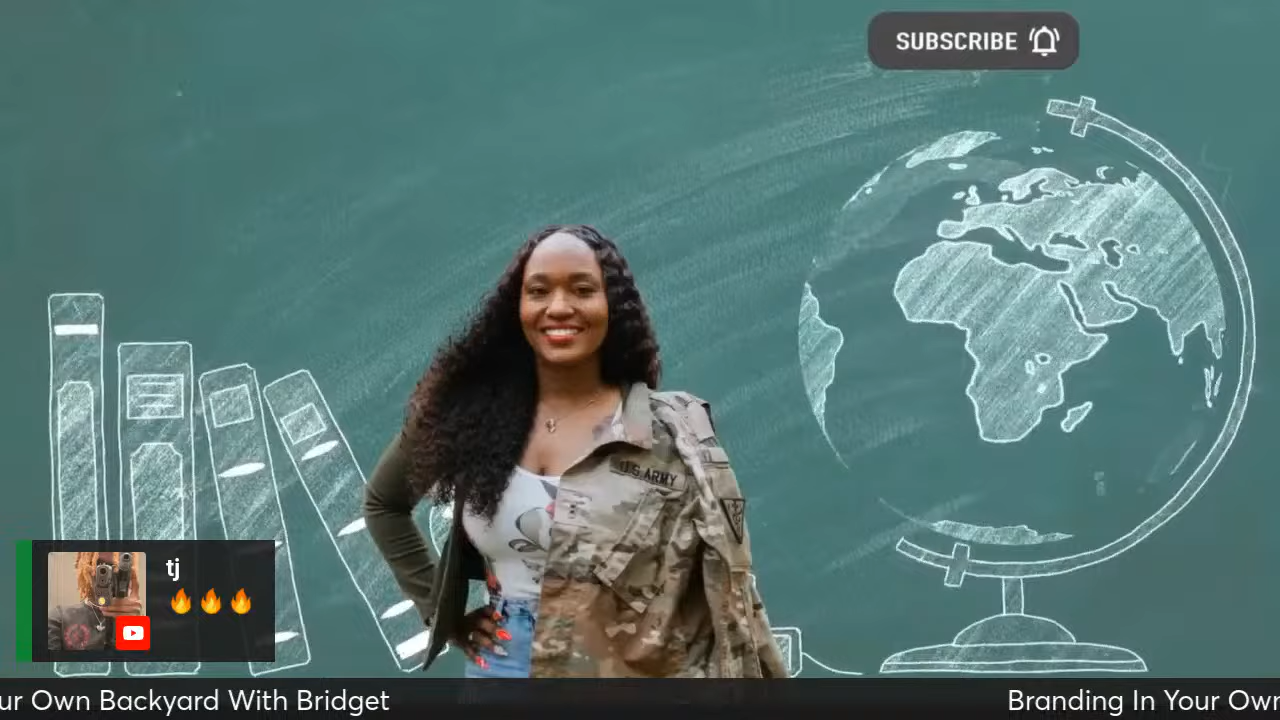 SUBSCRIBE
U.S. ARMY
tj
🔥🔥🔥
ur Own Backyard With Bridget
Branding In Your Own